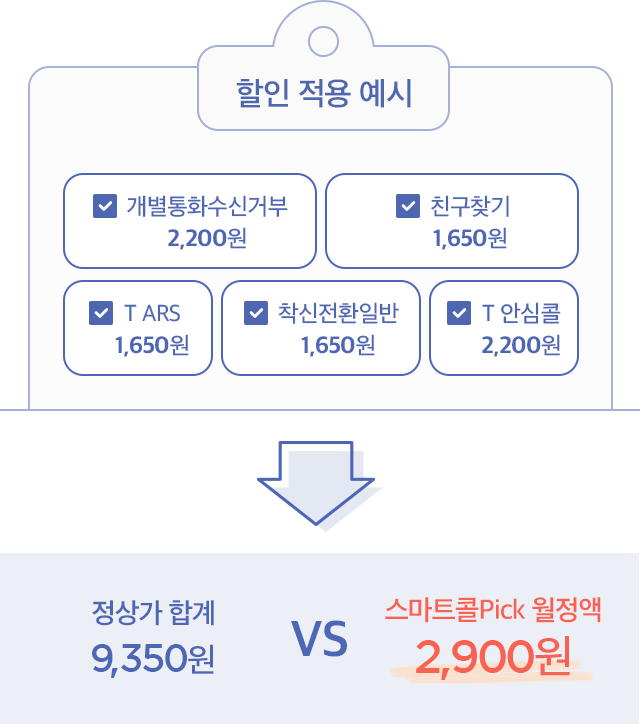 할인 적용 예시
개별통화수신거부
2,200원
친구찾기
1,650원
T ARS
1,650원
착신전환일반
1,650원
T 안심콜
2,200원
정상가 합계
9,350원
VS
스마트콜Pick 월정액
2,900원